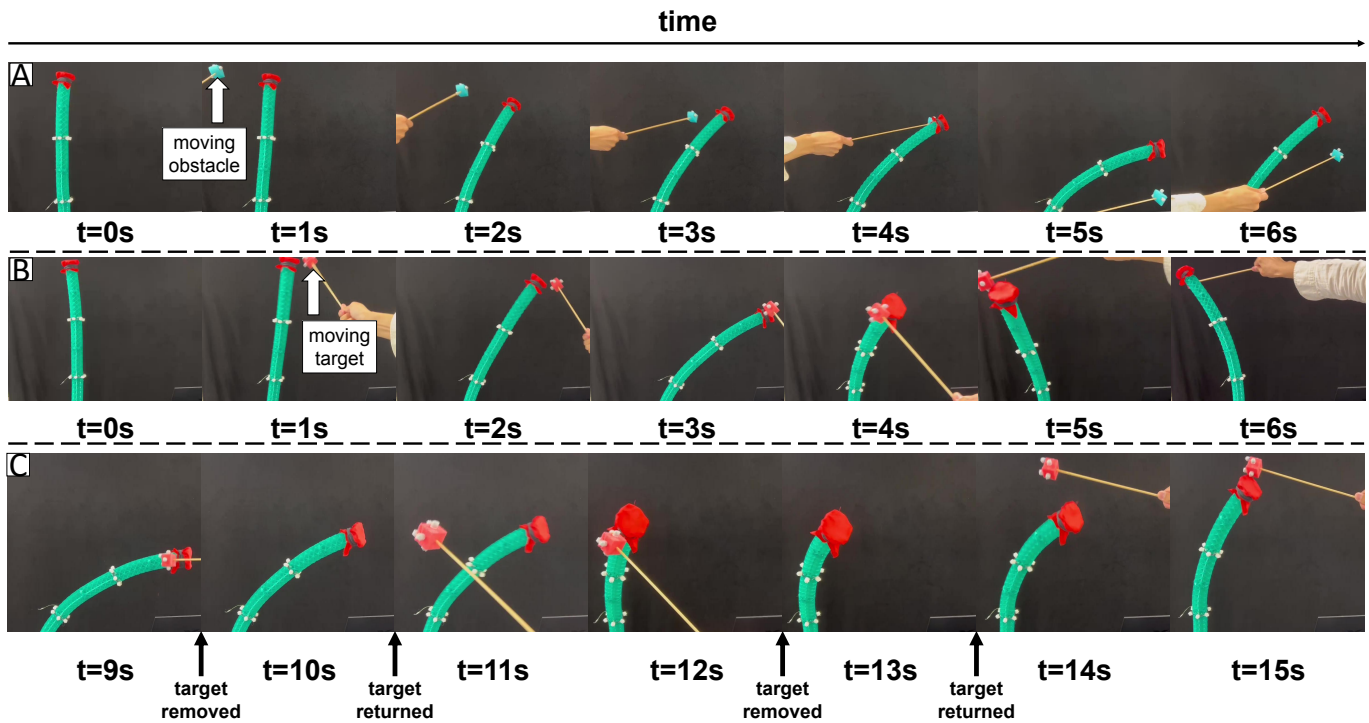 time
A
moving
obstacle
t=0s t=1s t=2s t=3s t=4s t=5s t=6s
B
moving
target
t=0s t=1s t=2s t=3s t=4s t=5s t=6s
C
t=9s t=10s t=11s t=12s t=13s t=14s t=15s
target
removed
target
returned
target
removed
target
returned